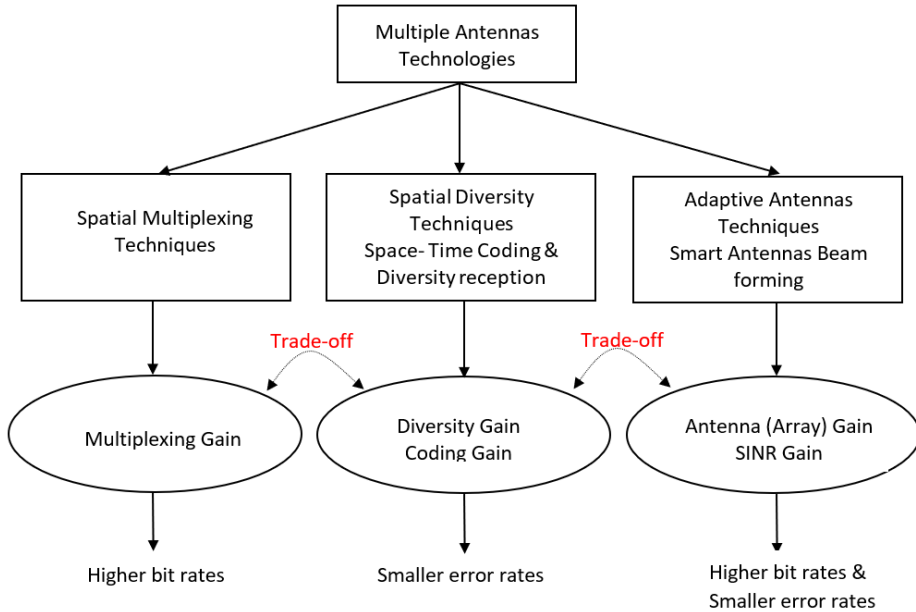 Multiple Antennas
Technologies
Spatial Multiplexing
Techniques
Spatial Diversity
Techniques
Space- Time Coding &
Diversity reception
Adaptive Antennas
Techniques
Smart Antennas Beam
forming
Trade-off
Trade-off
Multiplexing Gain
Diversity Gain
Coding Gain
Antenna (Array) Gain
SINR Gain
Higher bit rates
Smaller error rates
Higher bit rates &
Smaller error rates